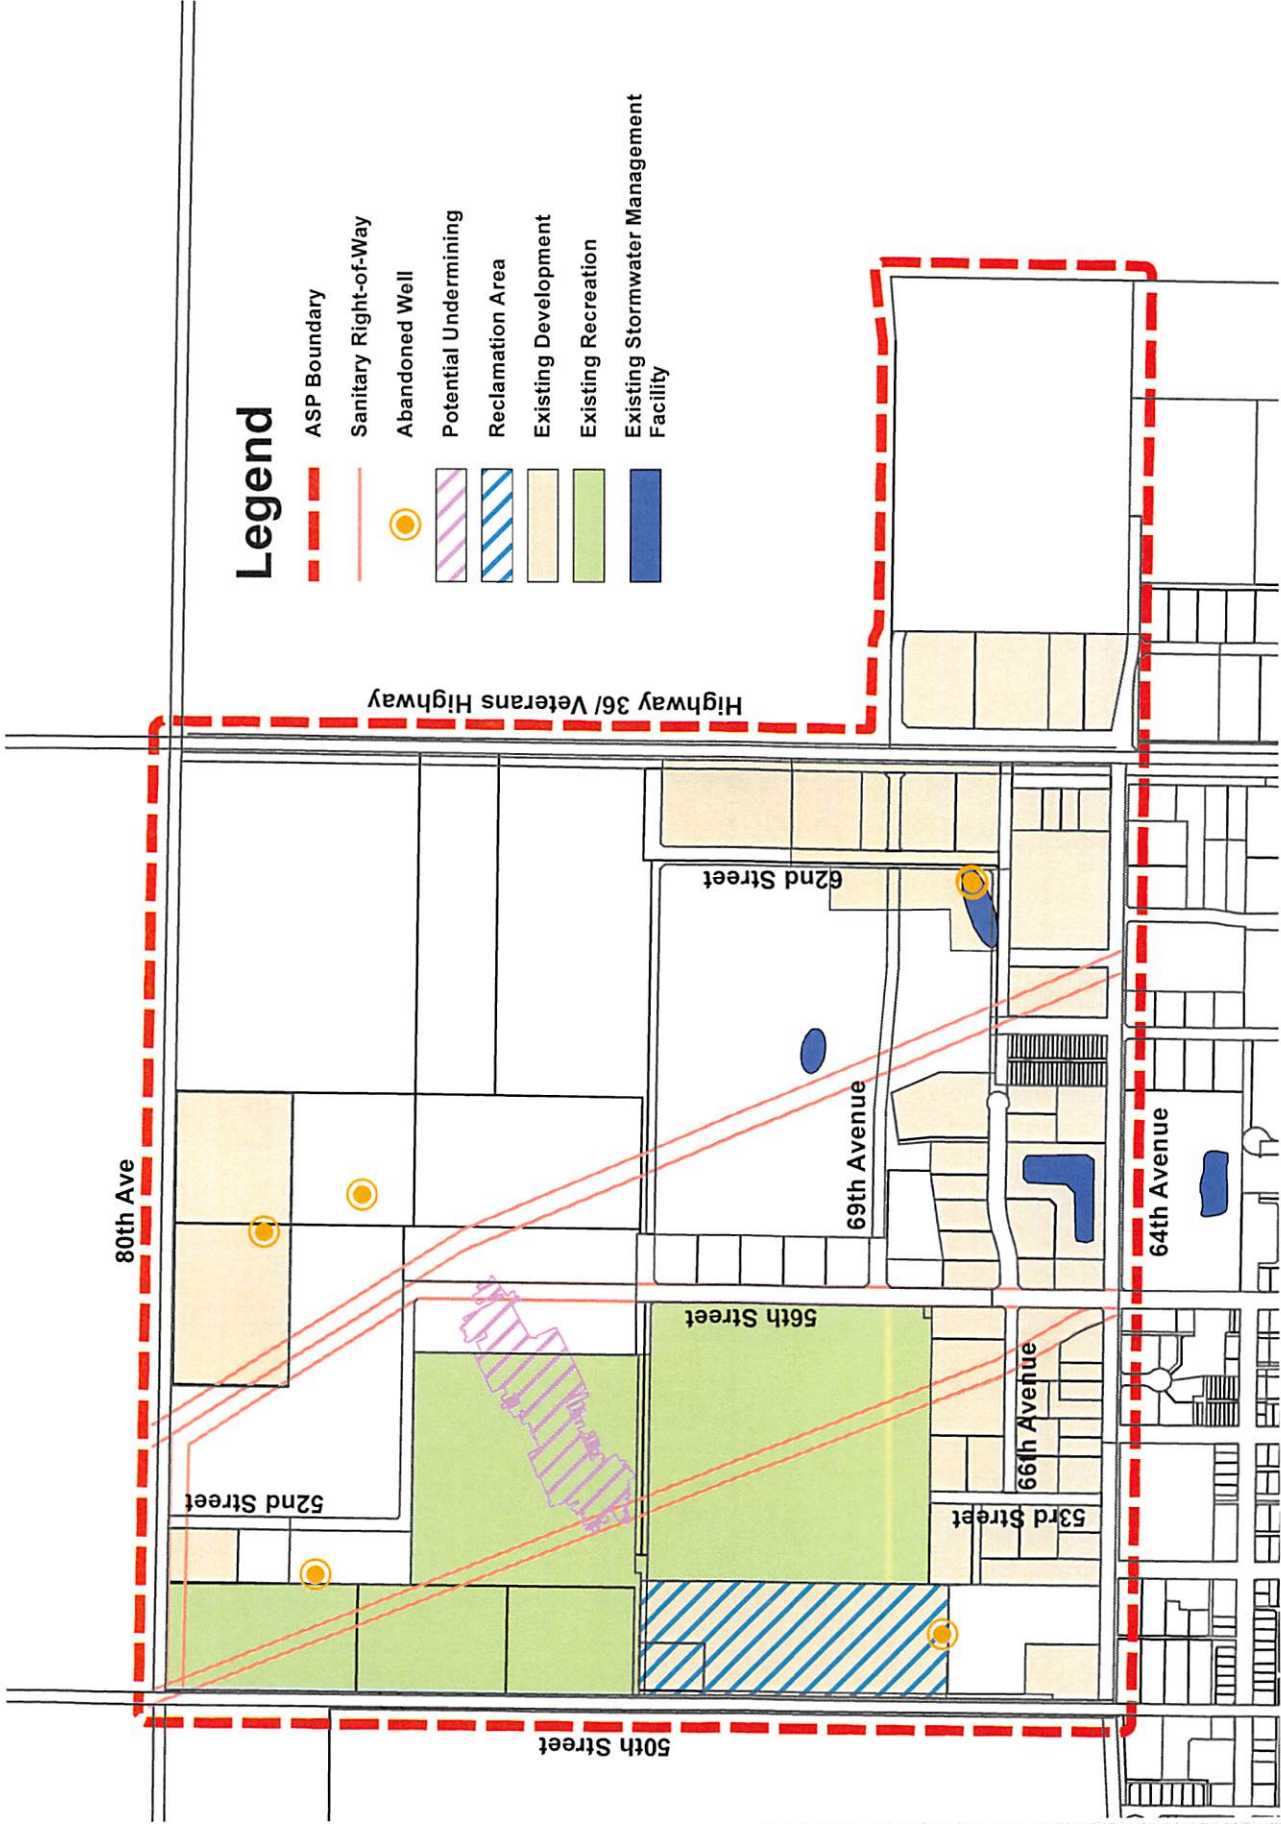 Legend
ASP Boundary
Sanitary Right-of-Way
Abandoned Well
Potential Undermining
Reclamation Area
Existing Development
Existing Recreation
Existing Stormwater Management
Facility
80th Ave
Highway 36/ Veterans Highway
52nd Street
62nd Street
56th Street
69th Avenue
66th Avenue
53rd Street
64th Avenue
50th Street